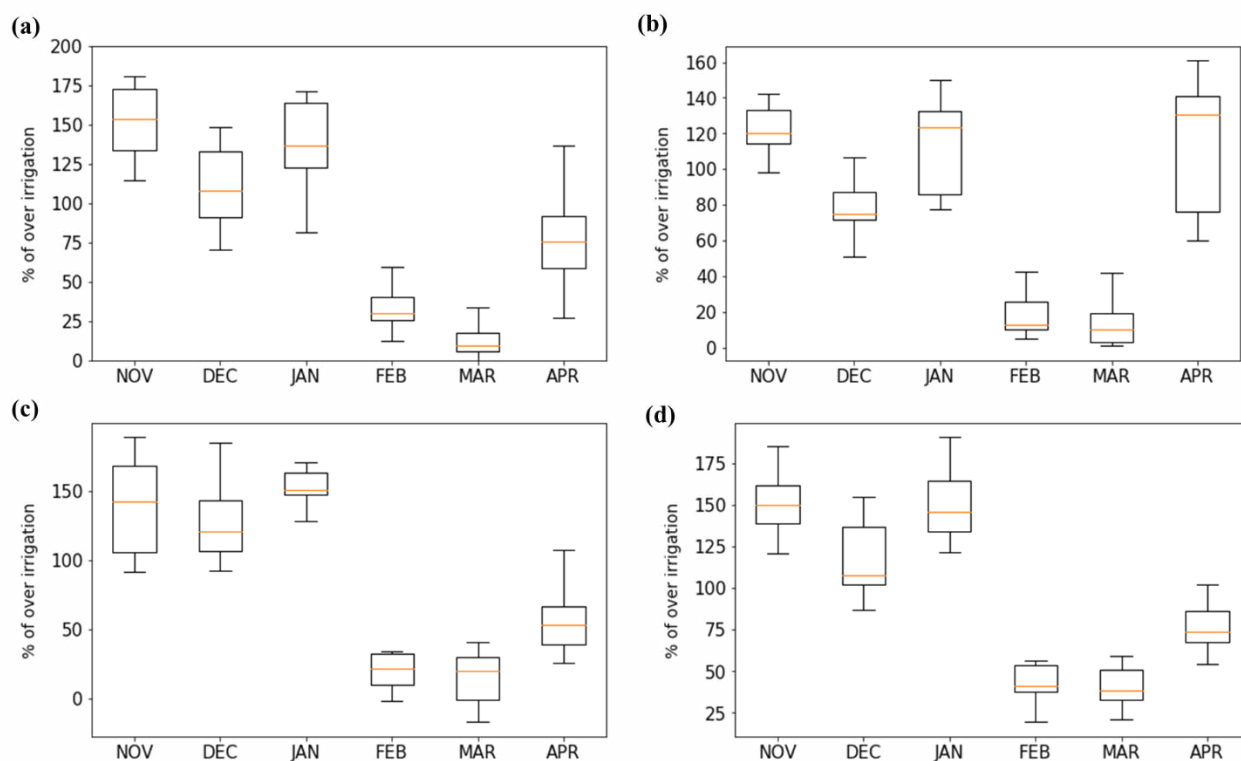 (a)
200
175
150
125
100
75
50
25
0
% of over irrigation
NOV DEC JAN FEB MAR APR
(b)
160
140
120
100
80
60
40
20
0
% of over irrigation
NOV DEC JAN FEB MAR APR
(c)
150
100
50
0
% of over irrigation
NOV DEC JAN FEB MAR APR
(d)
175
150
125
100
75
50
25
% of over irrigation
NOV DEC JAN FEB MAR APR